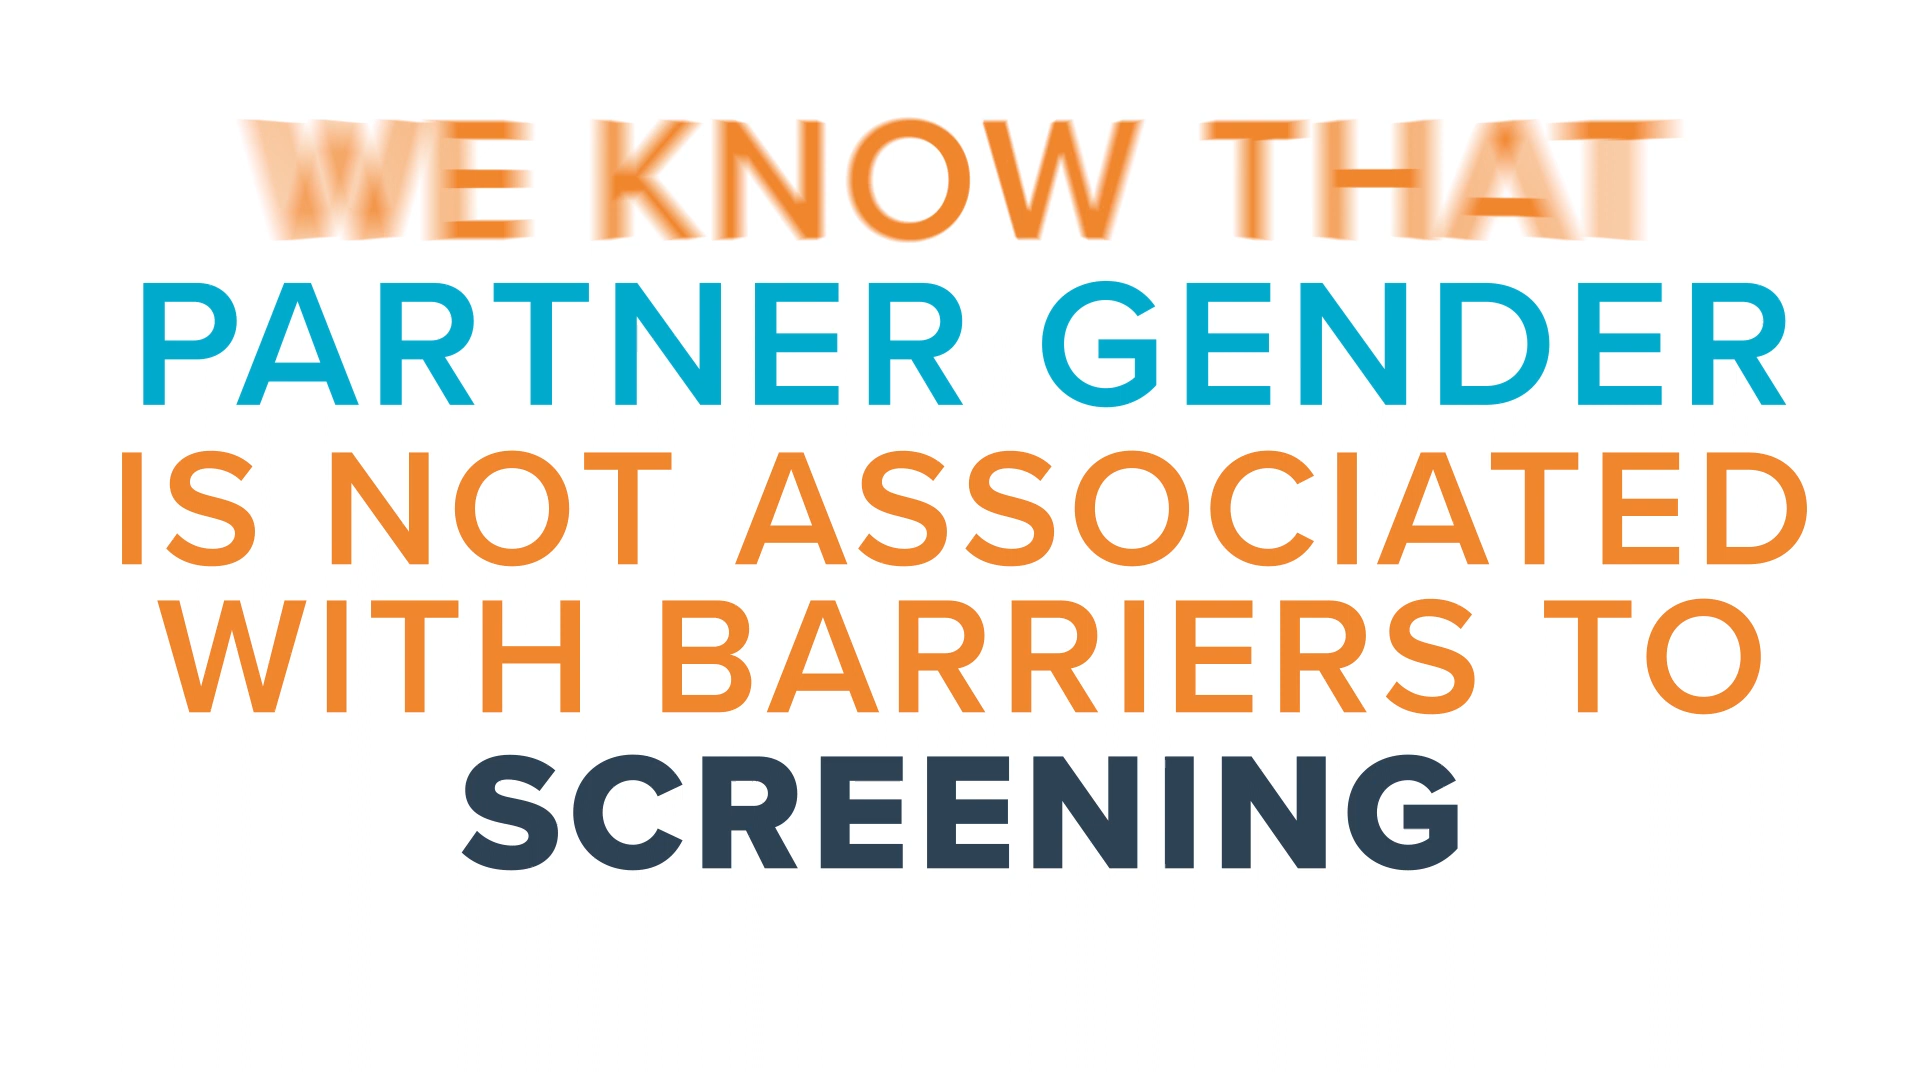 WE KNOW THAT
PARTNER GENDER
IS NOT ASSOCIATED
WITH BARRIERS TO
SCREENING